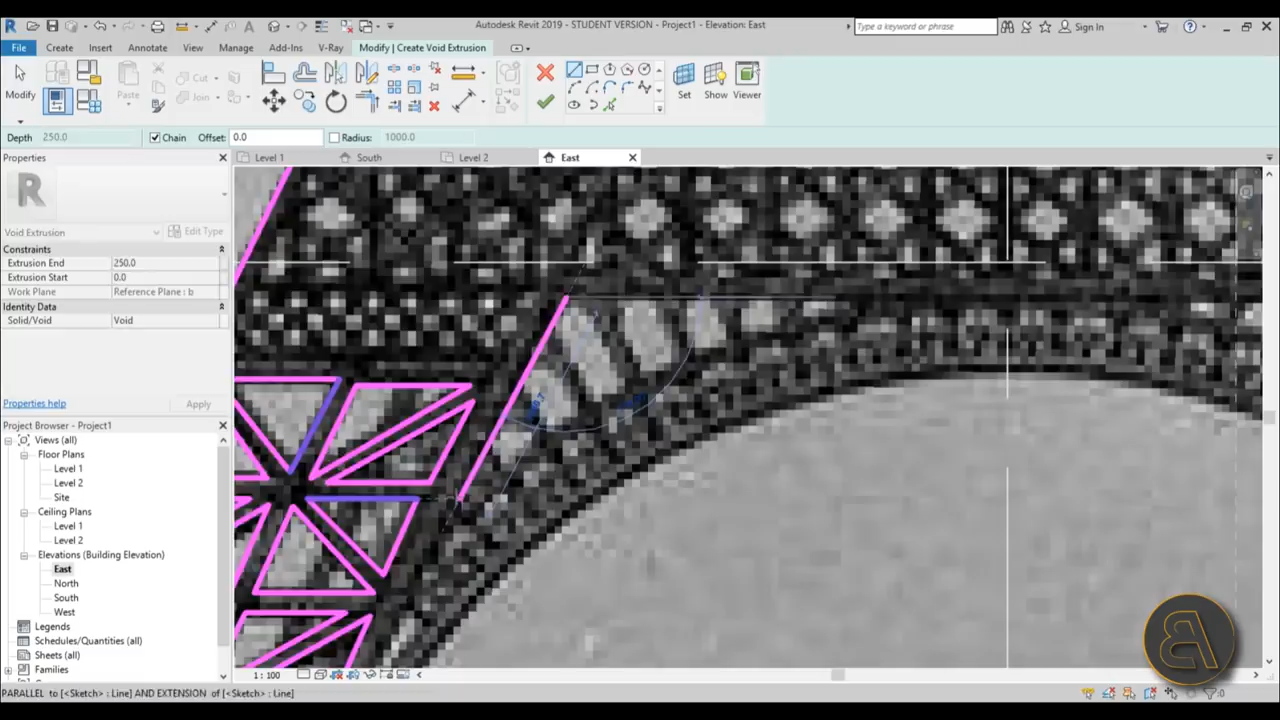 Autodesk Revit 2019 - STUDENT VERSION - Project1 - Elevation: East
Type a keyword or phrase
Sign In
File Create Insert Annotate View Manage Add-Ins V-Ray Modify | Create Void Extrusion
Modify
Paste
Cut
Join
Set Show Viewer
Depth 250.0 Chain Offset: 0.0 Radius: 1000.0
Properties
Level 1 South Level 2 East
R
Void Extrusion Edit Type
Constraints
Extrusion End 250.0
Extrusion Start 0.0
Work Plane Reference Plane : b
Identity Data
Solid/Void Void
Properties help Apply
Project Browser - Project1
Views (all)
Floor Plans
Level 1
Level 2
Site
Ceiling Plans
Level 1
Level 2
Elevations (Building Elevation)
East
North
South
West
Legends
Schedules/Quantities (all)
Sheets (all)
Families
1 : 100
PARALLEL to [<Sketch> : Line] AND EXTENSION of [<Sketch> : Line]
:0